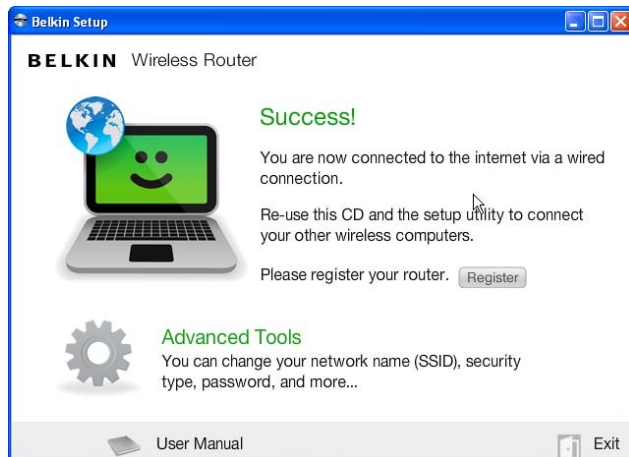 Belkin Setup
BELKIN Wireless Router
Success!
You are now connected to the internet via a wired
connection.
Re-use this CD and the setup utility to connect
your other wireless computers.
Please register your router. Register
Advanced Tools
You can change your network name (SSID), security
type, password, and more...
User Manual Exit